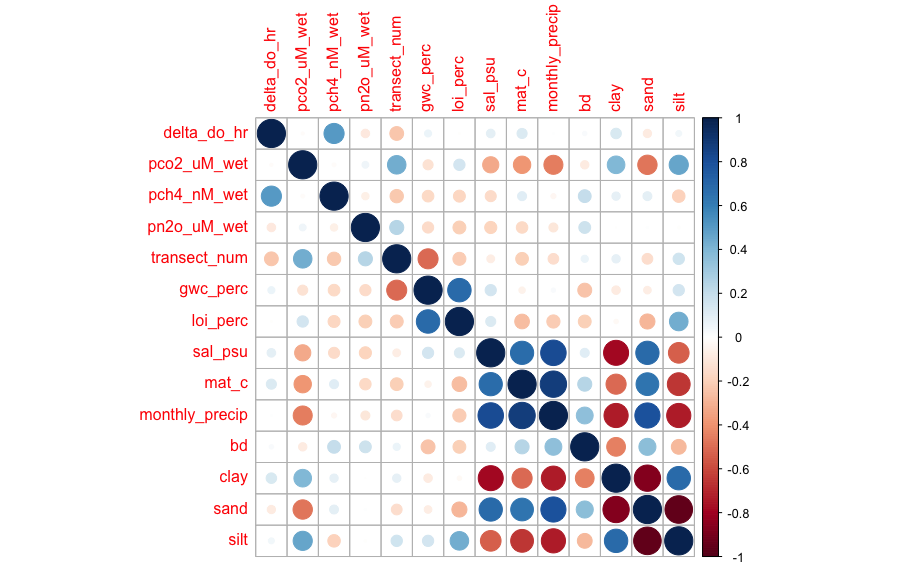 delta_do_hr
pco2_uM_wet
pch4_nM_wet
pn2o_uM_wet
transect_num
gwc_perc
loi_perc
sal_psu
mat_c
monthly_precip
bd
clay
sand
silt
delta_do_hr
pco2_uM_wet
pch4_nM_wet
pn2o_uM_wet
transect_num
gwc_perc
loi_perc
sal_psu
mat_c
monthly_precip
bd
clay
sand
silt
1
0.8
0.6
0.4
0.2
0
-0.2
-0.4
-0.6
-0.8
-1